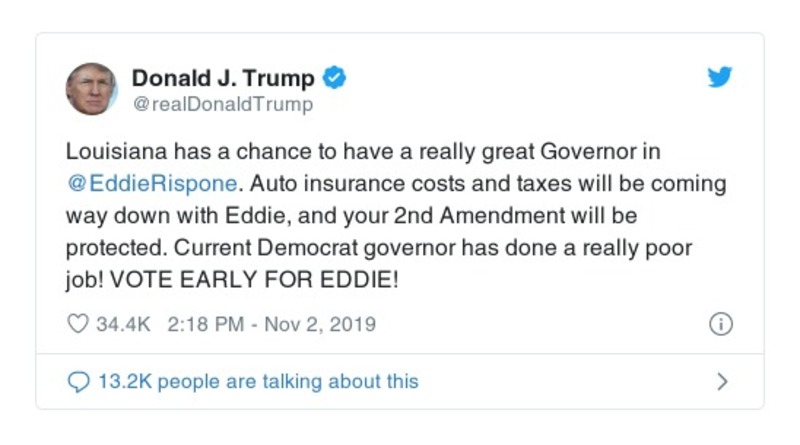 Donald J. Trump
@realDonaldTrump
Louisiana has a chance to have a really great Governor in
@EddieRispone. Auto insurance costs and taxes will be coming
way down with Eddie, and your 2nd Amendment will be
protected. Current Democrat governor has done a really poor
job! VOTE EARLY FOR EDDIE!
34.4K 2:18 PM - Nov 2, 2019
13.2K people are talking about this